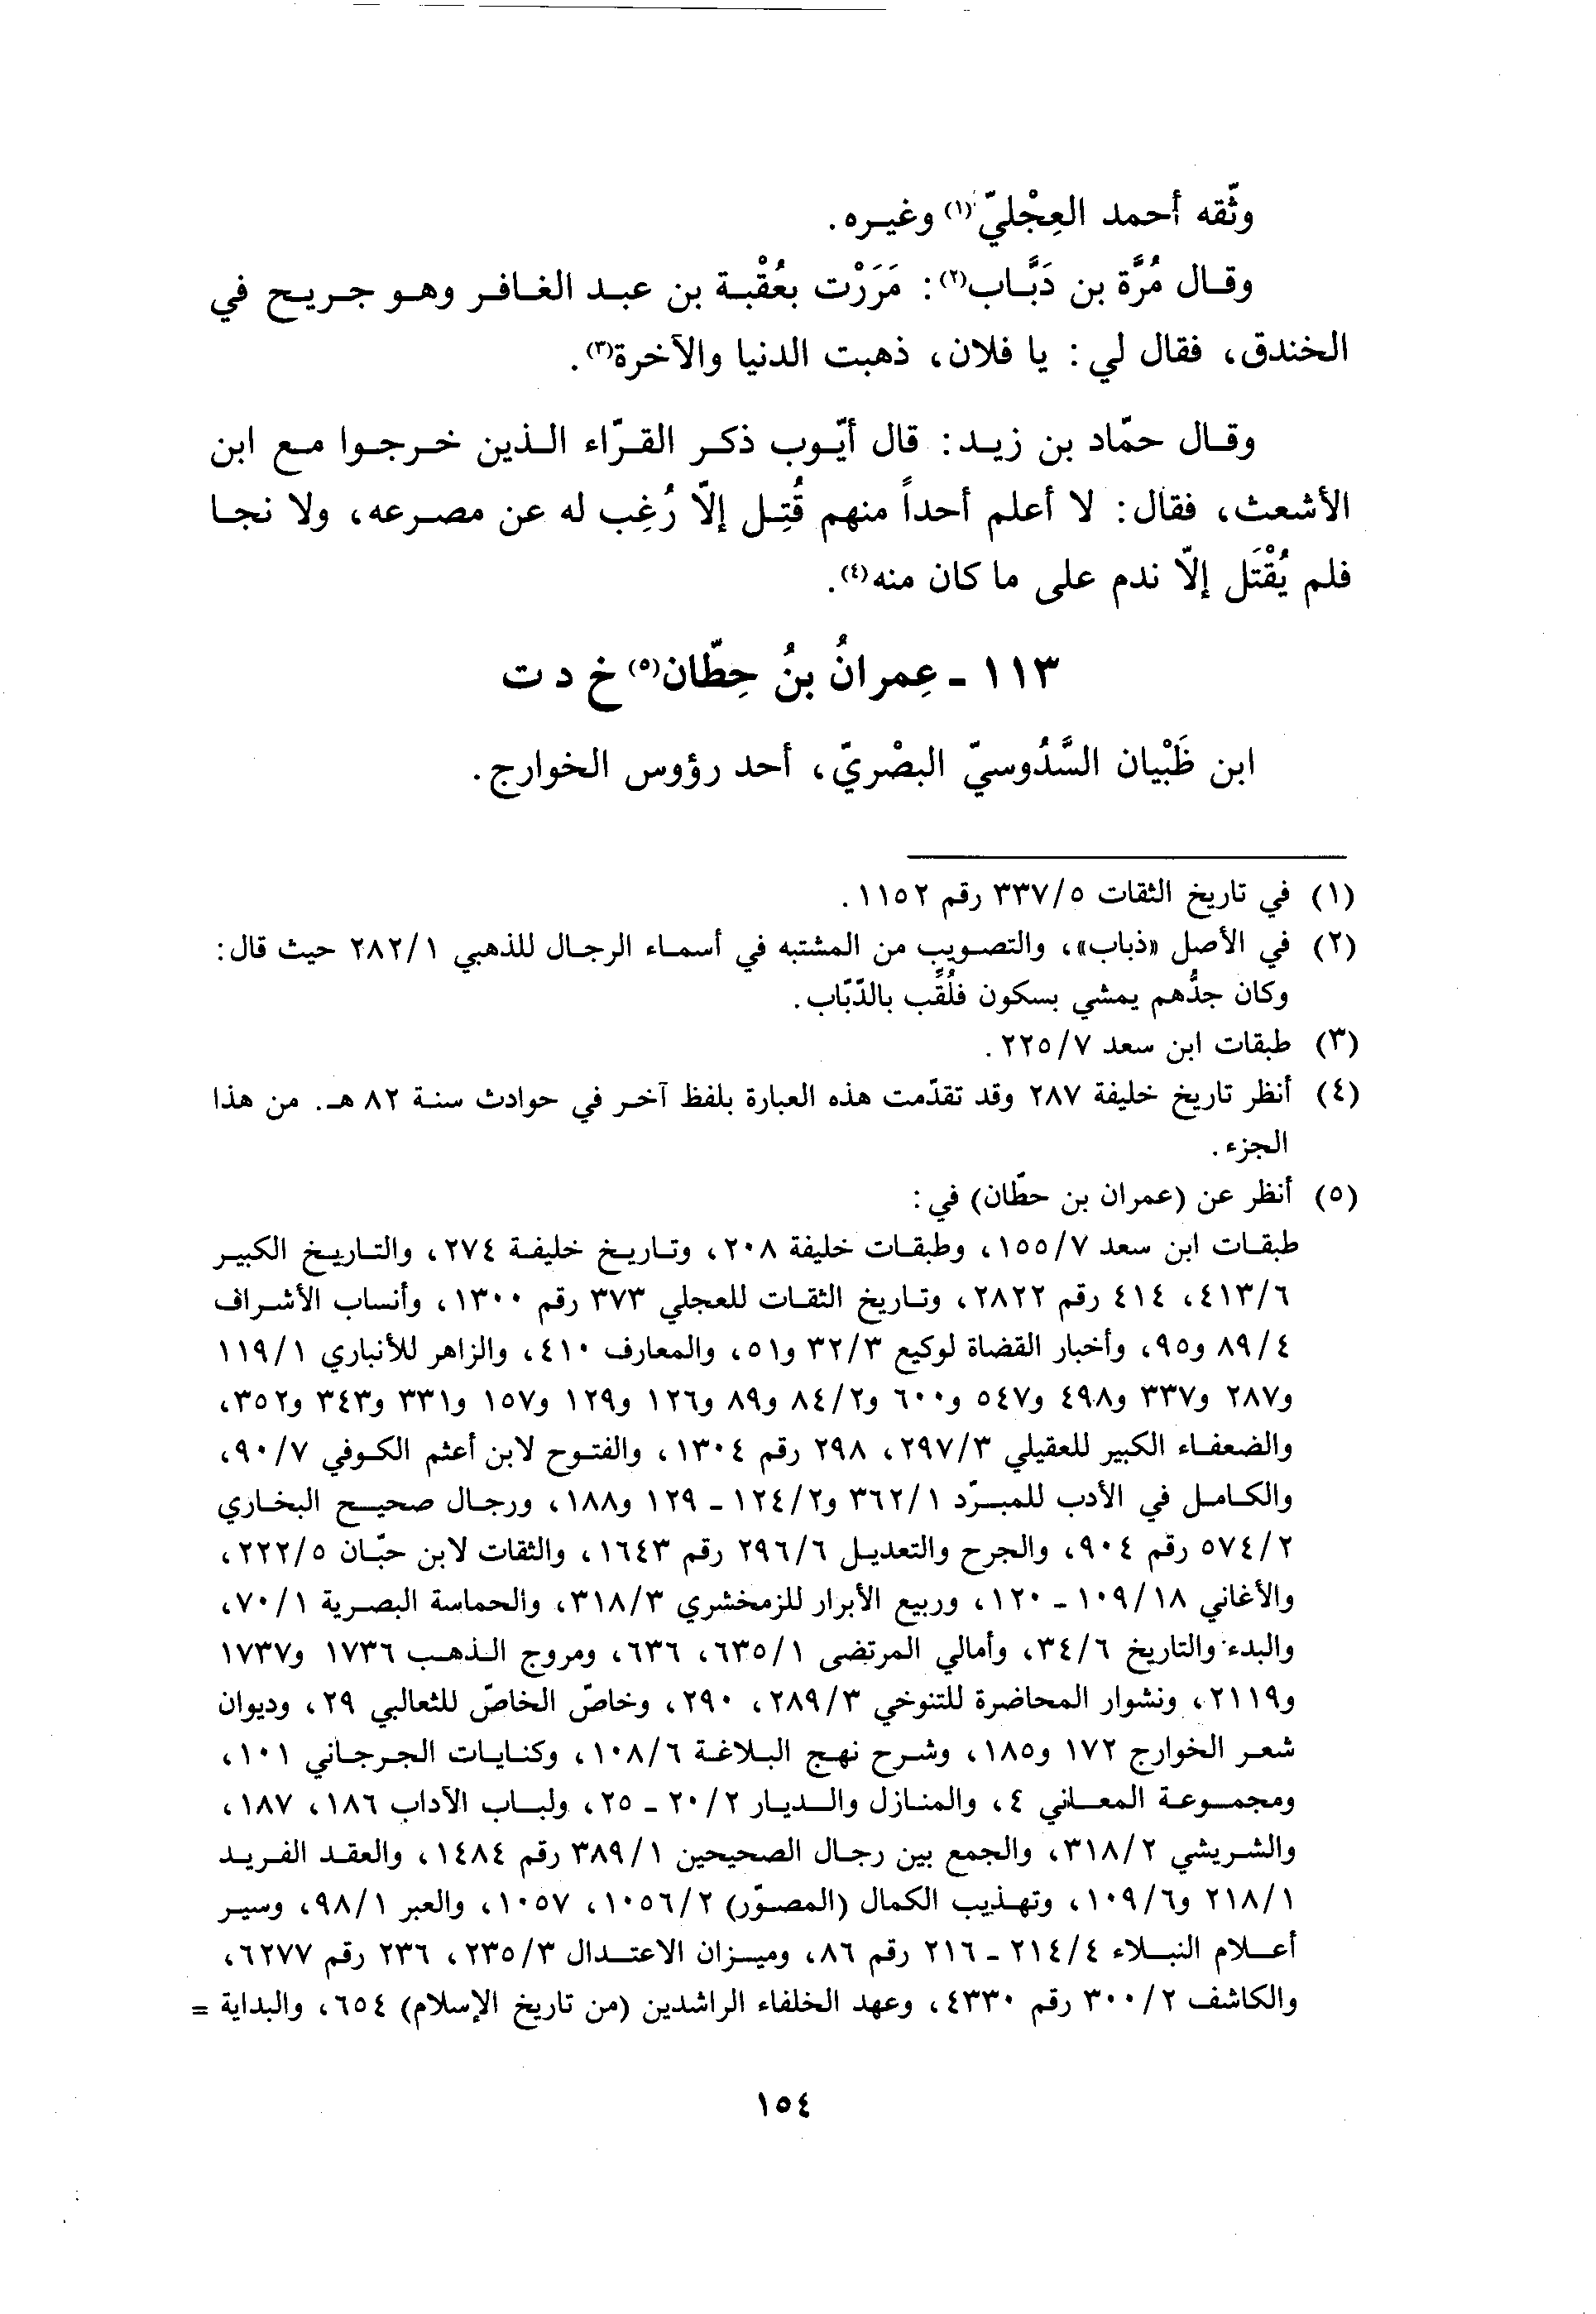 وثّقه أحمد العِجْليّ(١) وغيره.
وقال مُرَّة بن دَبَّاب(٢): مَرَرْت بعُقْبة بن عبد الغافر وهو جريح في
الخندق، فقال لي: يا فلان، ذهبت الدنيا والآخرة(٣).
وقال حمّاد بن زيد: قال أيّوب ذكر القرّاء الذين خرجوا مع ابن
الأشعث، فقال: لا أعلم أحداً منهم قُتِل إلاّ رُغِب له عن مصرعه، ولا نجا
فلم يُقْتَل إلاّ ندم على ما كان منه(٤).
١١٣ - عِمرانُ بنُ حِطّان(٥) خ د ت
ابن ظَبْيان السَّدُوسيّ البصْريّ، أحد رؤوس الخوارج.
(١) في تاريخ الثقات ٣٣٧/٥ رقم ١١٥٢.
(٢) في الأصل «ذباب»، والتصويب من المشتبه في أسماء الرجال للذهبي ٢٨٢/١ حيث قال:
وكان جدُّهم يمشي بسكون فلُقِّب بالدّبّاب.
(٣) طبقات ابن سعد ٢٢٥/٧.
(٤) أنظر تاريخ خليفة ٢٨٧ وقد تقدّمت هذه العبارة بلفظ آخر في حوادث سنة ٨٢ هـ. من هذا
الجزء.
(٥) أنظر عن (عمران بن حطّان) في:
طبقات ابن سعد ١٥٥/٧، وطبقات خليفة ٢٠٨، وتاريخ خليفة ٢٧٤، والتاريخ الكبير
٤١٣/٦، ٤١٤ رقم ٢٨٢٢، وتاريخ الثقات للعجلي ٣٧٣ رقم ١٣٠٠، وأنساب الأشراف
٨٩/٤ و٩٥، وأخبار القضاة لوكيع ٣٢/٣ و٥١، والمعارف ٤١٠، والزاهر للأنباري ١١٩/١
و٢٨٧ و٣٣٧ و٤٩٨ و٥٤٧ و٦٠٠ و٨٤/٢ و٨٩ و١٢٦ و١٢٩ و١٥٧ و٣٣١ و٣٤٣ و٣٥٢،
والضعفاء الكبير للعقيلي ٢٩٧/٣، ٢٩٨ رقم ١٣٠٤، والفتوح لابن أعثم الكوفي ٩٠/٧،
والكامل في الأدب للمبرّد ٣٦٢/١ و١٢٤/٢ - ١٢٩ و١٨٨، ورجال صحيح البخاري
٥٧٤/٢ رقم ٩٠٤، والجرح والتعديل ٢٩٦/٦ رقم ١٦٤٣، والثقات لابن حبّان ٢٢٢/٥،
والأغاني ١٠٩/١٨ - ١٢٠، وربيع الأبرار للزمخشري ٣١٨/٣، والحماسة البصرية ٧٠/١،
والبدء والتاريخ ٣٤/٦، وأمالي المرتضى ٦٣٥/١، ٦٣٦، ومروج الذهب ١٧٣٦ و١٧٣٧
و٢١١٩، ونشوار المحاضرة للتنوخي ٢٨٩/٣، ٢٩٠، وخاصّ الخاصّ للثعالبي ٢٩، وديوان
شعر الخوارج ١٧٢ و١٨٥، وشرح نهج البلاغة ١٠٨/٦، وكنايات الجرجاني ١٠١،
ومجموعة المعاني ٤، والمنازل والديار ٢٠/٢ - ٢٥، ولباب الآداب ١٨٦، ١٨٧،
والشريشي ٣١٨/٢، والجمع بين رجال الصحيحين ٣٨٩/١ رقم ١٤٨٤، والعقد الفريد
٢١٨/١ و١٠٩/٦، وتهذيب الكمال (المصوّر) ١٠٥٦/٢، ١٠٥٧، والعبر ٩٨/١، وسير
أعلام النبلاء ٢١٤/٤ - ٢١٦ رقم ٨٦، وميزان الاعتدال ٢٣٥/٣، ٢٣٦ رقم ٦٢٧٧،
والكاشف ٣٠٠/٢ رقم ٤٣٣٠، وعهد الخلفاء الراشدين (من تاريخ الإسلام) ٦٥٤، والبداية =
١٥٤